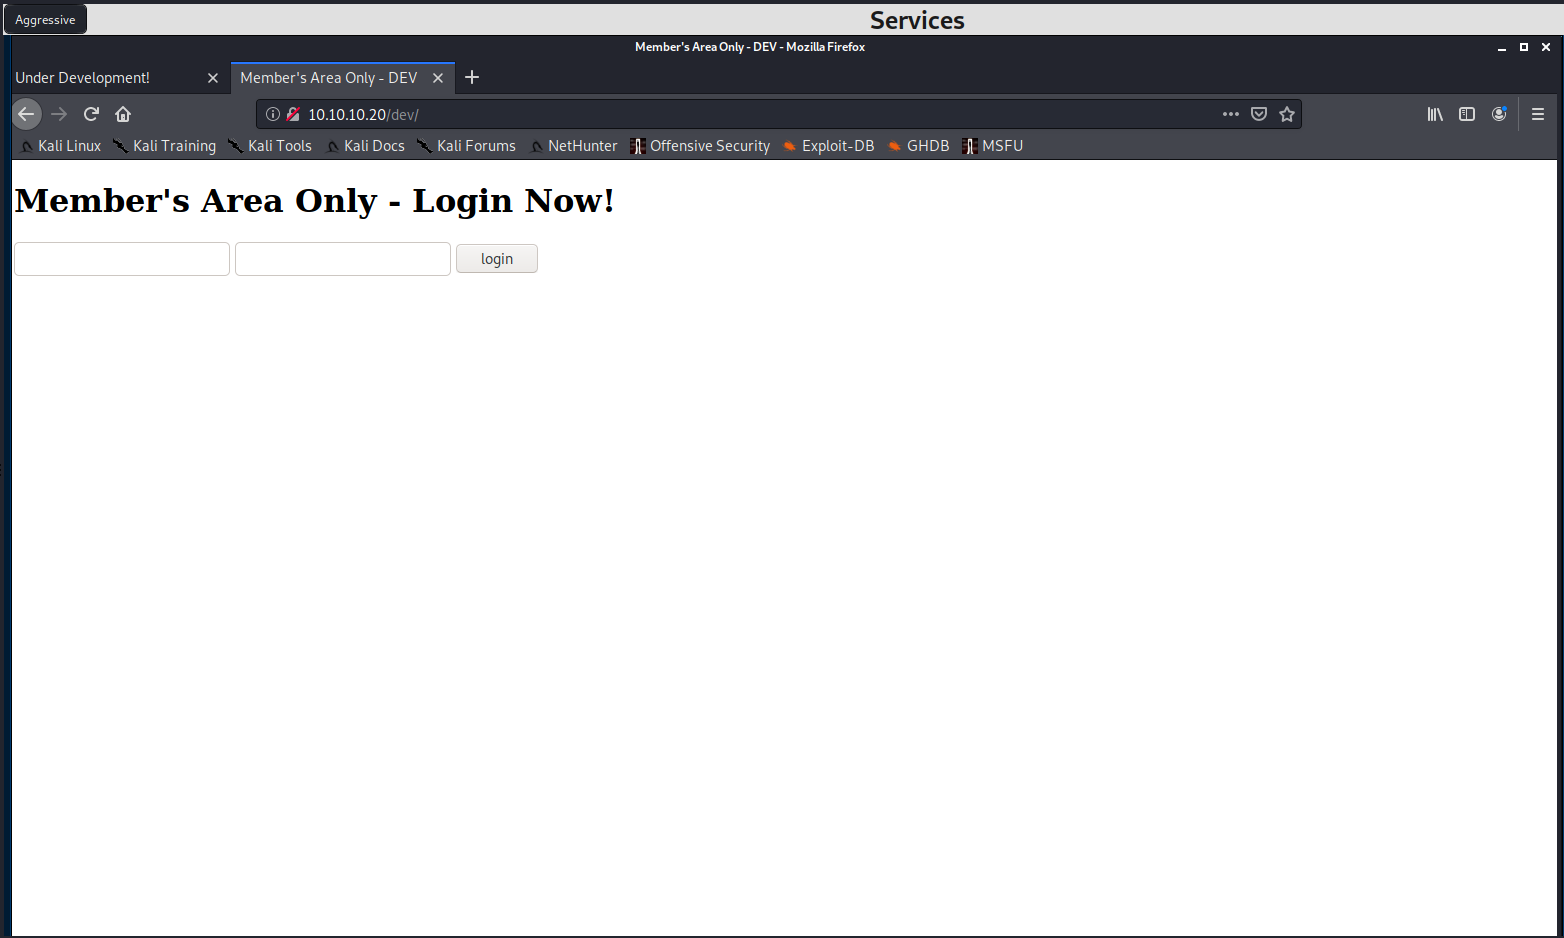 Aggressive
Services
Member's Area Only - DEV - Mozilla Firefox
Under Development!
Member's Area Only - DEV
10.10.10.20/dev/
Kali Linux Kali Training Kali Tools Kali Docs Kali Forums NetHunter Offensive Security Exploit-DB GHDB MSFU
Member's Area Only - Login Now!
login